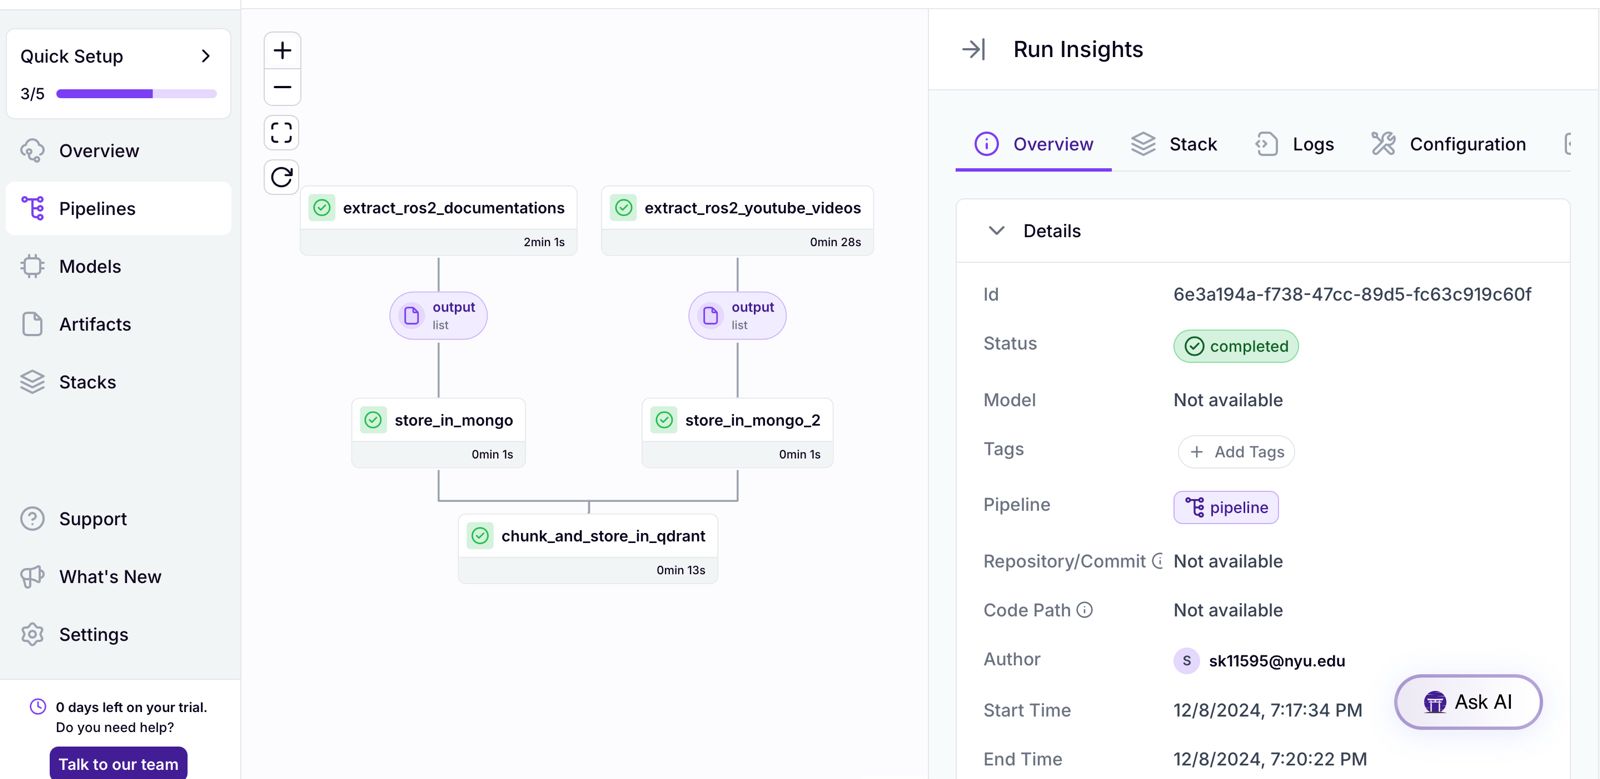 Quick Setup
3/5
Overview
Pipelines
Models
Artifacts
Stacks
Support
What's New
Settings
0 days left on your trial.
Do you need help?
Talk to our team
extract_ros2_documentations
2min 1s
extract_ros2_youtube_videos
0min 28s
output
list
output
list
store_in_mongo
0min 1s
store_in_mongo_2
0min 1s
chunk_and_store_in_qdrant
0min 13s
Run Insights
Overview
Stack
Logs
Configuration
Details
Id 6e3a194a-f738-47cc-89d5-fc63c919c60f
Status completed
Model Not available
Tags + Add Tags
Pipeline pipeline
Repository/Commit Not available
Code Path Not available
Author S sk11595@nyu.edu
Start Time 12/8/2024, 7:17:34 PM
End Time 12/8/2024, 7:20:22 PM
Ask AI